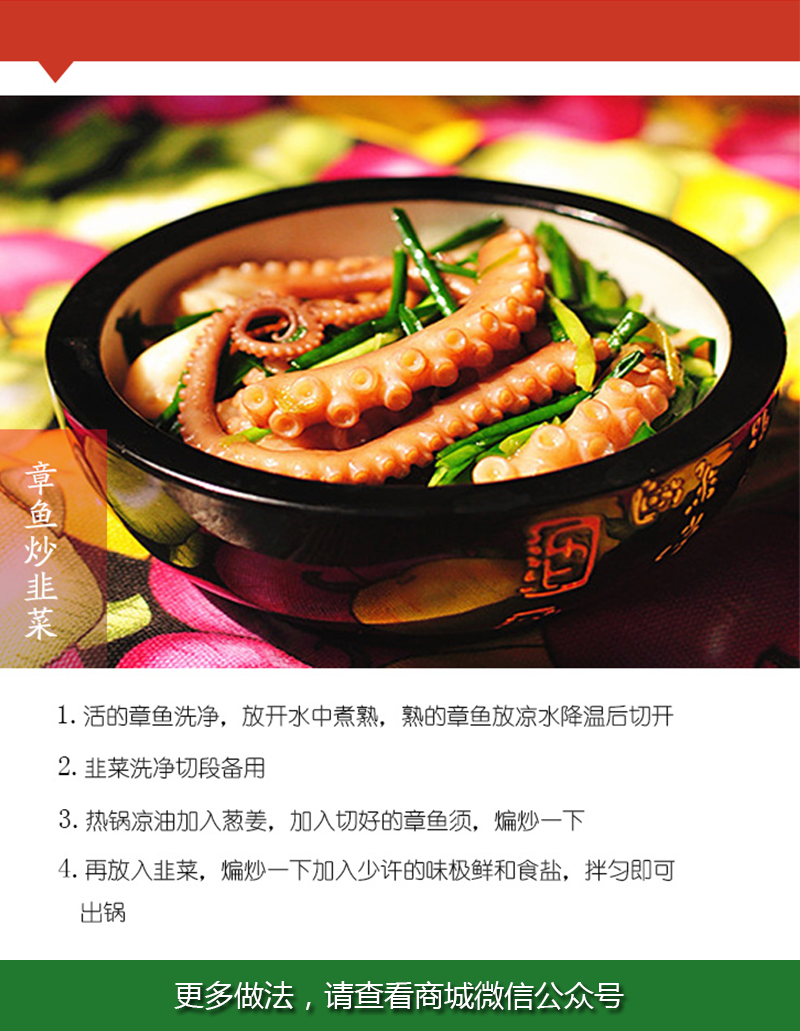 章鱼炒韭菜
1. 活的章鱼洗净，放开水中煮熟，熟的章鱼放凉水降温后切开
2. 韭菜洗净切段备用
3. 热锅凉油加入葱姜，加入切好的章鱼须，煸炒一下
4. 再放入韭菜，煸炒一下加入少许的味极鲜和食盐，拌匀即可
出锅
更多做法，请查看商城微信公众号